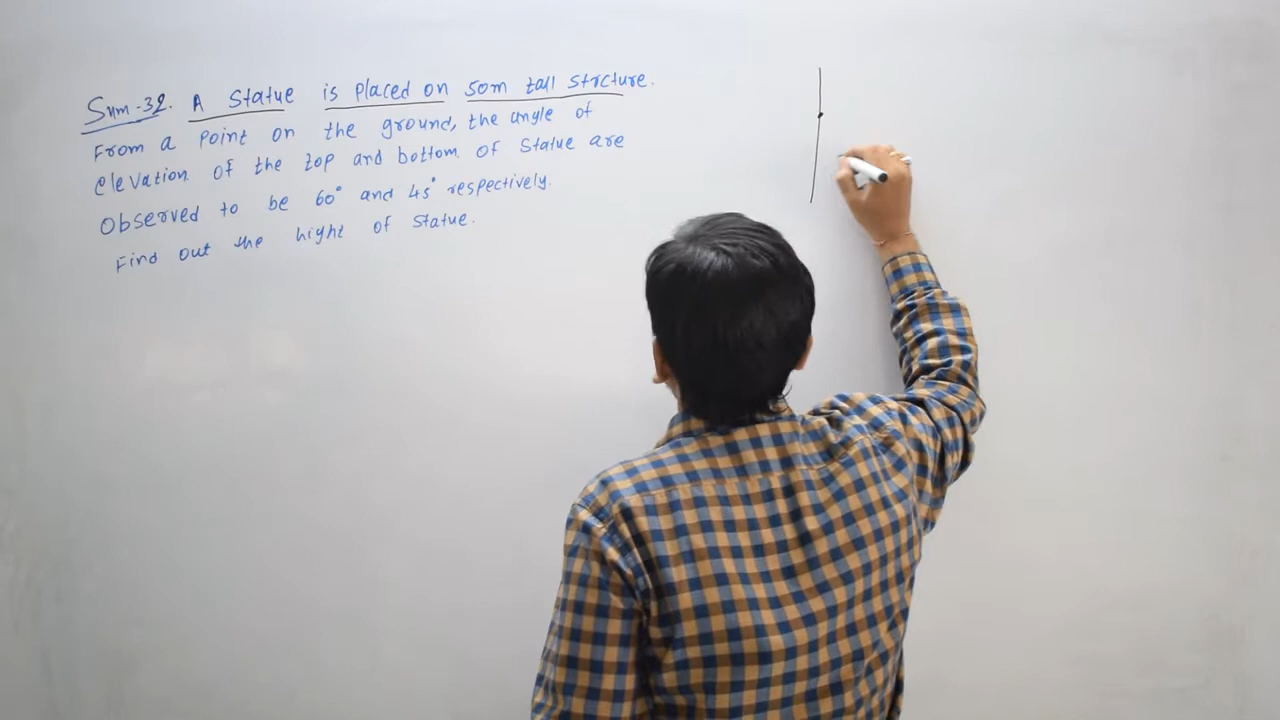 Sum-32. A Statue is placed on 50m tall strcture.
From a point on the ground, the angle of
elevation of the top and bottom of Statue are
Observed to be 60° and 45° respectively.
Find out the hight of Statue.